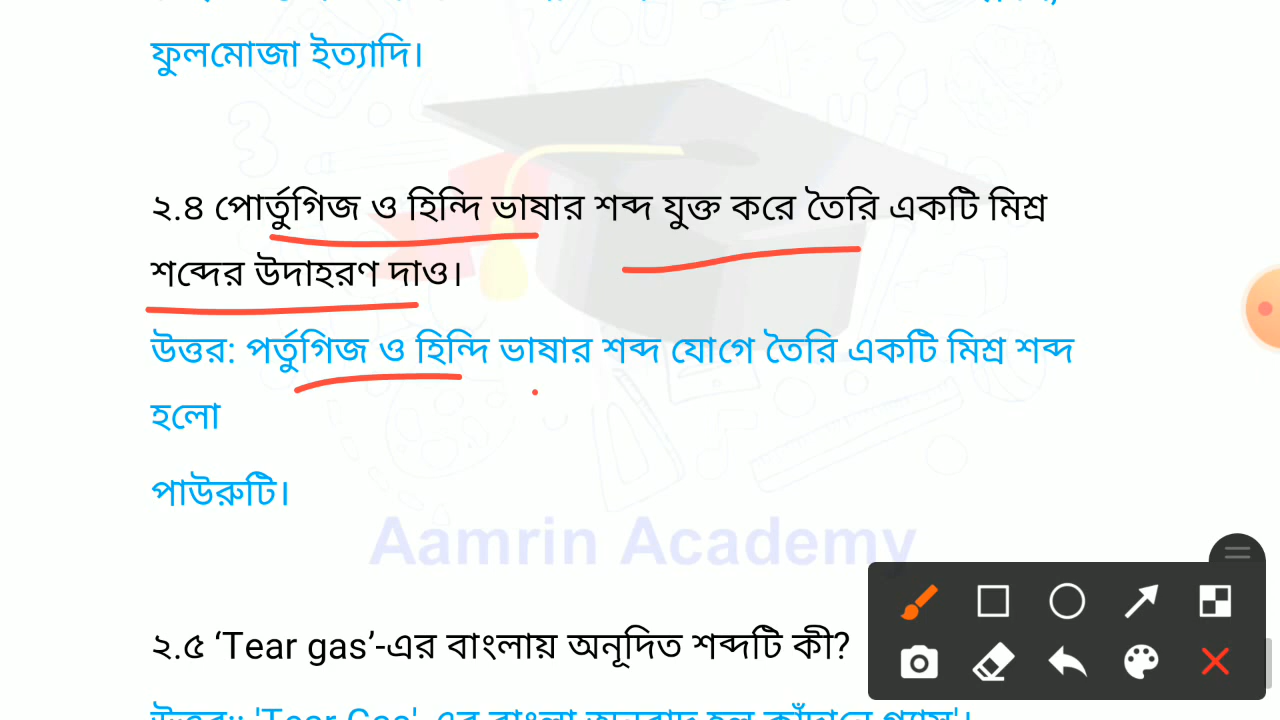 ফুলমোজা ইত্যাদি।
২.৪ পোর্তুগিজ ও হিন্দি ভাষার শব্দ যুক্ত করে তৈরি একটি মিশ্র
শব্দের উদাহরণ দাও।
উত্তর: পর্তুগিজ ও হিন্দি ভাষার শব্দ যোগে তৈরি একটি মিশ্র শব্দ
হলো
পাউরুটি।
Aamrin Academy
২.৫ ‘Tear gas’-এর বাংলায় অনূদিত শব্দটি কী?